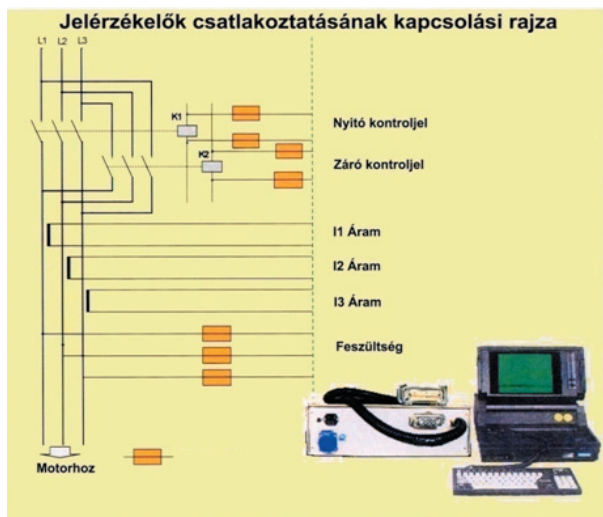 Jelérzékelők csatlakoztatásának kapcsolási rajza
L1 L2 L3
K1
Nyitó kontroljel
K2
Záró kontroljel
I1 Áram
I2 Áram
I3 Áram
Feszültség
Motorhoz